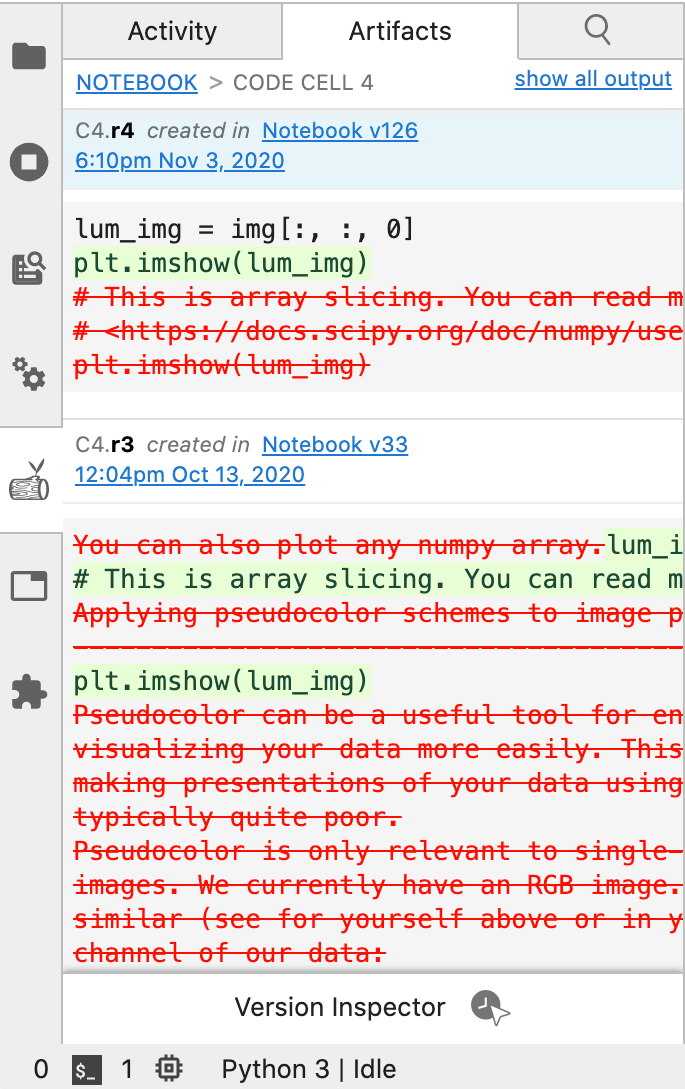 Activity
Artifacts
NOTEBOOK > CODE CELL 4
show all output
C4.r4 created in Notebook v126
6:10pm Nov 3, 2020
lum_img = img[:, :, 0]
plt.imshow(lum_img)
# This is array slicing. You can read m
# <https://docs.scipy.org/doc/numpy/use
plt.imshow(lum_img)
C4.r3 created in Notebook v33
12:04pm Oct 13, 2020
You can also plot any numpy array.lum_i
# This is array slicing. You can read m
Applying pseudocolor schemes to image p
---------------------------------------
plt.imshow(lum_img)
Pseudocolor can be a useful tool for en
visualizing your data more easily. This
making presentations of your data using
typically quite poor.
Pseudocolor is only relevant to single-
images. We currently have an RGB image.
similar (see for yourself above or in y
channel of our data:
Version Inspector
0 $_ 1 Python 3 | Idle